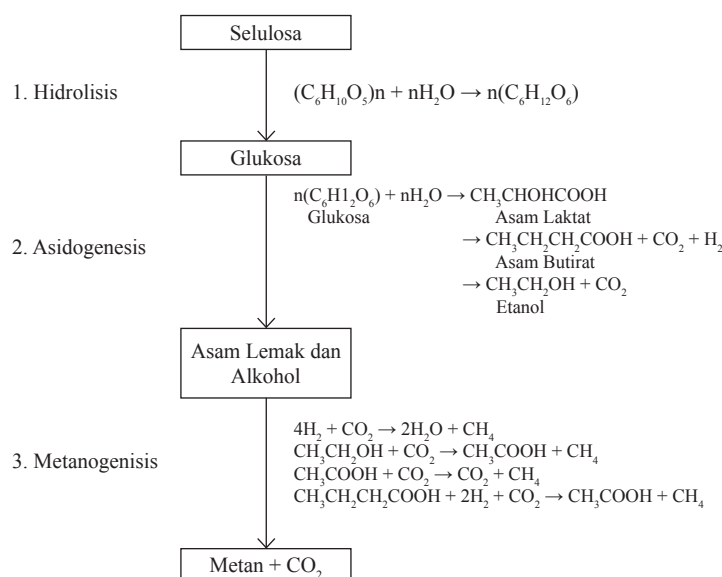 Selulosa
1. Hidrolisis
(C₆H₁₀O₅)n + nH₂O → n(C₆H₁₂O₆)
Glukosa
n(C₆H1₂O₆) + nH₂O → CH₃CHOHCOOH
Glukosa Asam Laktat
2. Asidogenesis
→ CH₃CH₂CH₂COOH + CO₂ + H₂
Asam Butirat
→ CH₃CH₂OH + CO₂
Etanol
Asam Lemak dan
Alkohol
4H₂ + CO₂ → 2H₂O + CH₄
CH₃CH₂OH + CO₂ → CH₃COOH + CH₄
3. Metanogenisis
CH₃COOH + CO₂ → CO₂ + CH₄
CH₃CH₂CH₂COOH + 2H₂ + CO₂ → CH₃COOH + CH₄
Metan + CO₂